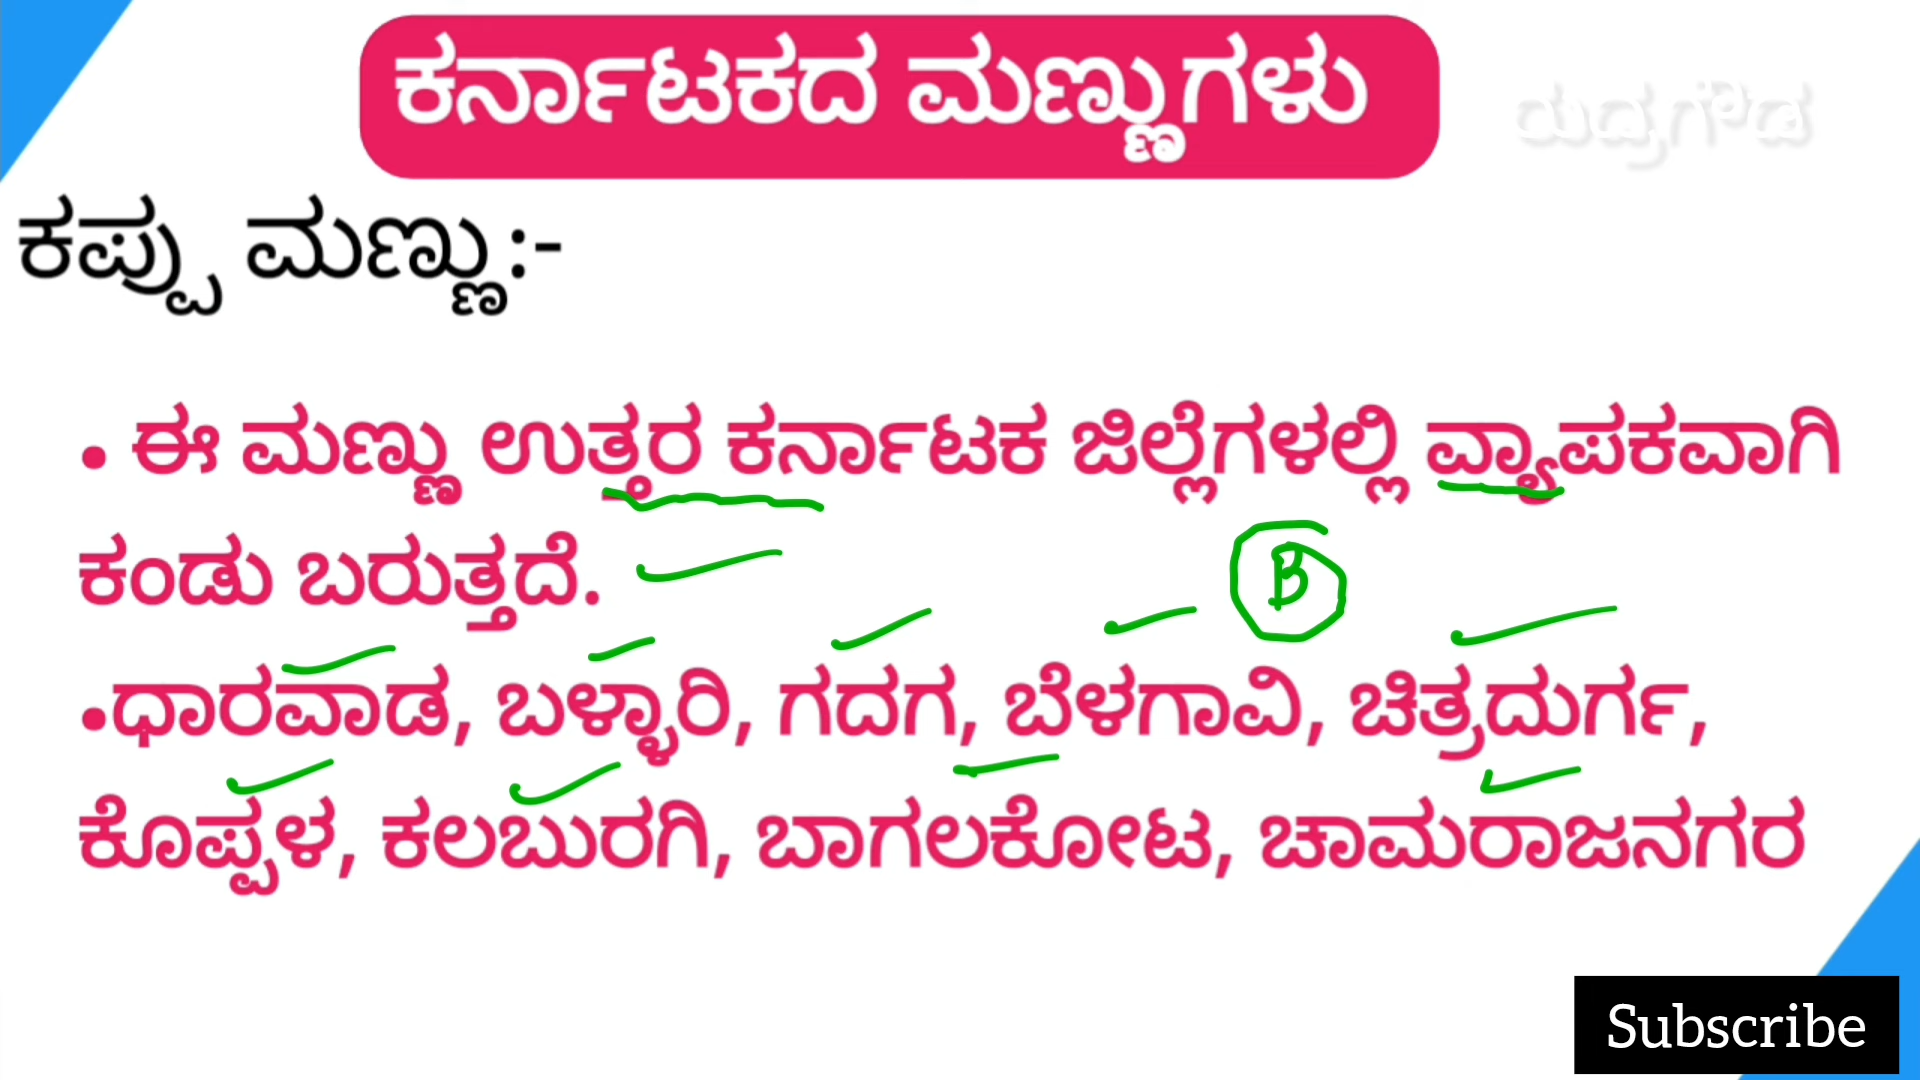 ಕರ್ನಾಟಕದ ಮಣ್ಣುಗಳು
ರುದ್ರಗೌಡ
ಕಪ್ಪು ಮಣ್ಣು:-
• ಈ ಮಣ್ಣು ಉತ್ತರ ಕರ್ನಾಟಕ ಜಿಲ್ಲೆಗಳಲ್ಲಿ ವ್ಯಾಪಕವಾಗಿ
ಕಂಡು ಬರುತ್ತದೆ.
B
•ಧಾರವಾಡ, ಬಳ್ಳಾರಿ, ಗದಗ, ಬೆಳಗಾವಿ, ಚಿತ್ರದುರ್ಗ,
ಕೊಪ್ಪಳ, ಕಲಬುರಗಿ, ಬಾಗಲಕೋಟ, ಚಾಮರಾಜನಗರ
Subscribe